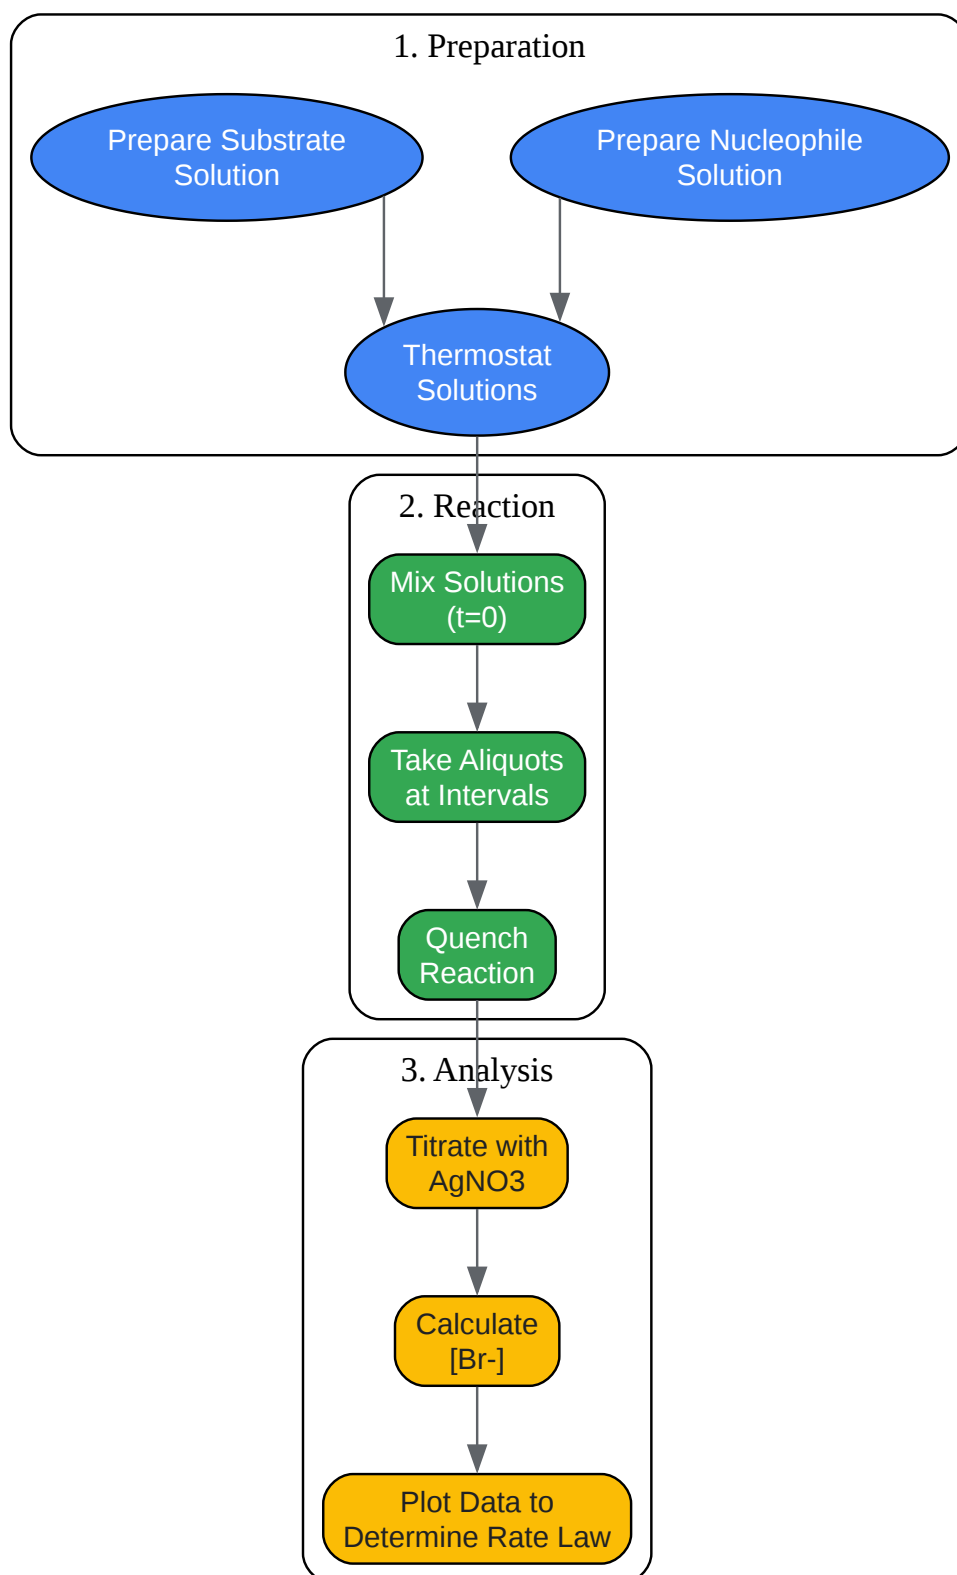 1. Preparation
Prepare Substrate
Solution
Prepare Nucleophile
Solution
Thermostat
Solutions
2. Reaction
Mix Solutions
(t=0)
Take Aliquots
at Intervals
Quench
Reaction
3. Analysis
Titrate with
AgNO3
Calculate
[Br-]
Plot Data to
Determine Rate Law